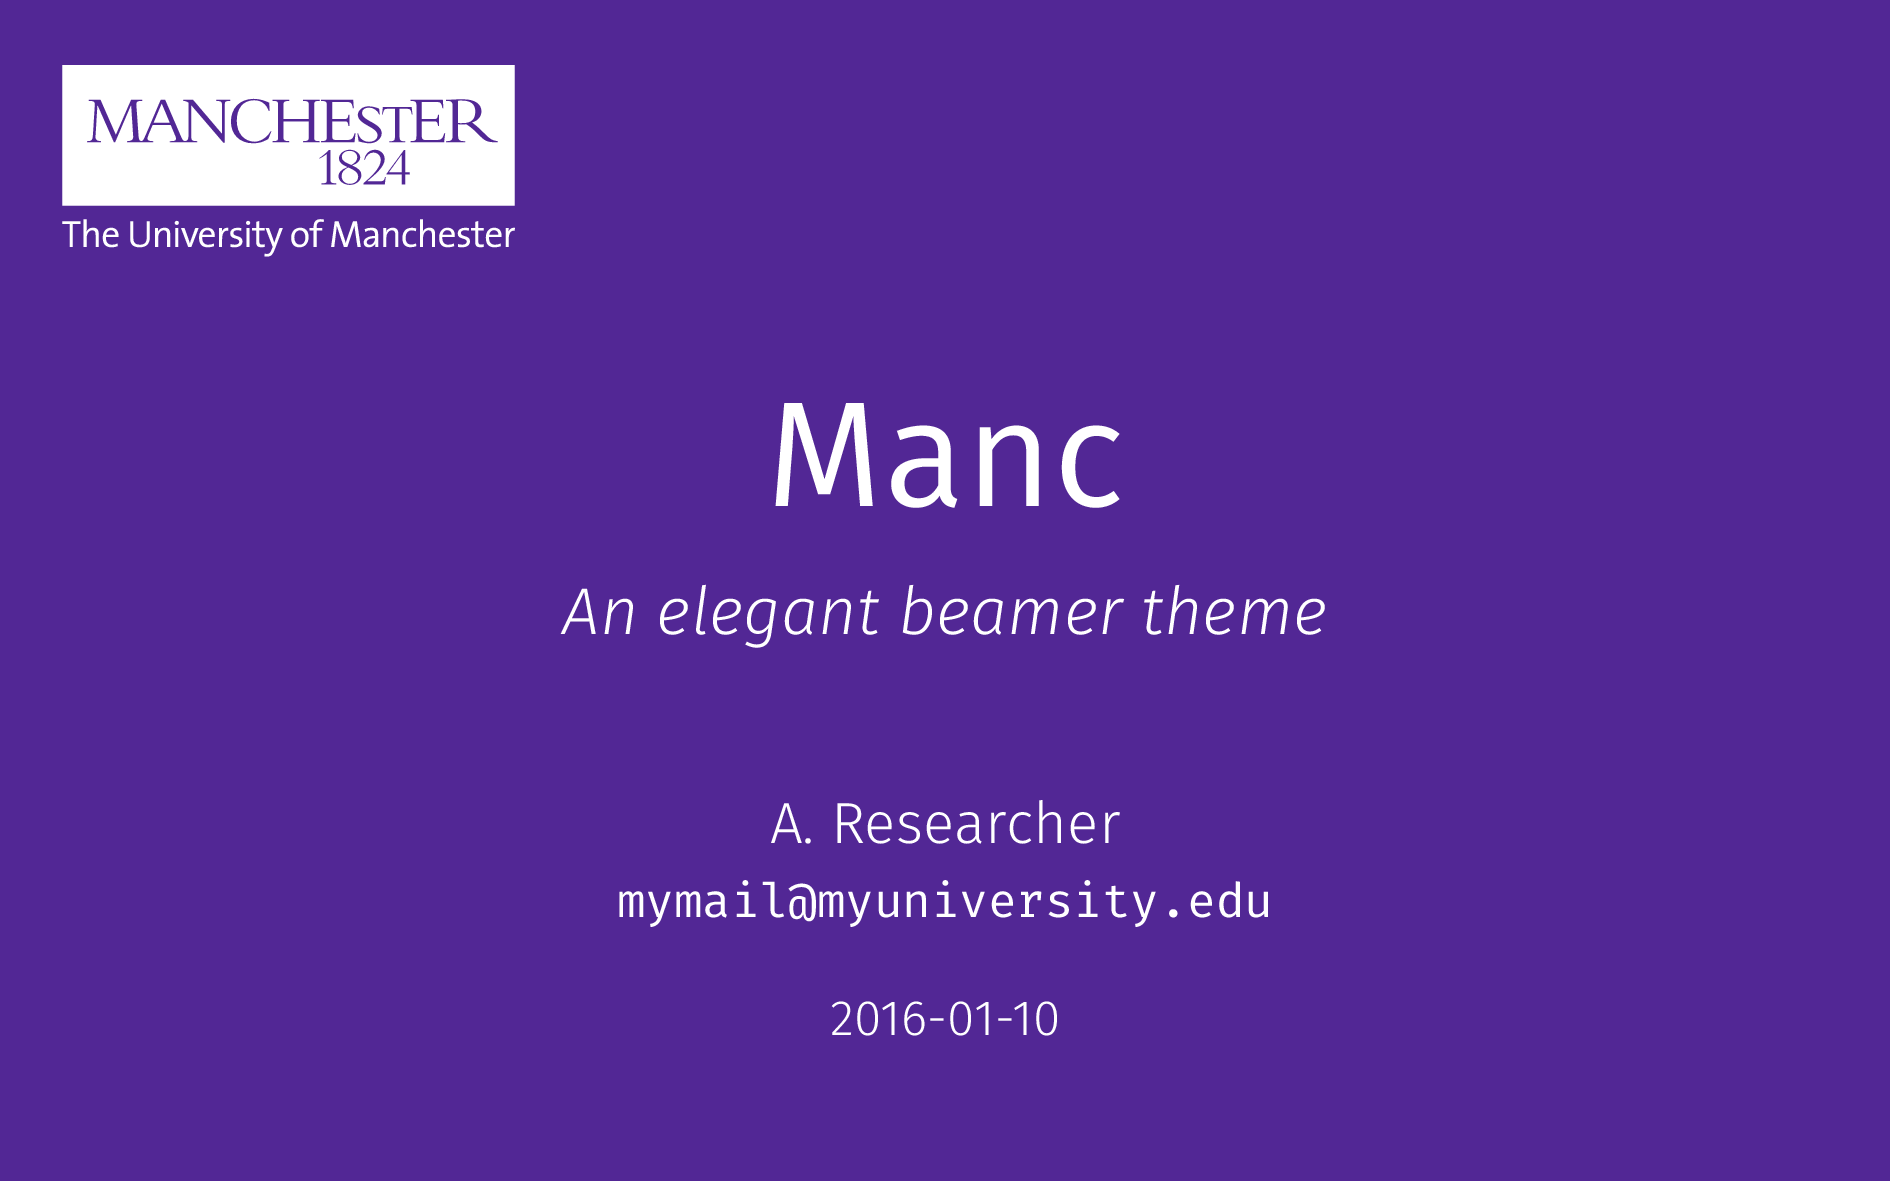 MANCHEsTER
1824
The University of Manchester
Manc
An elegant beamer theme
A. Researcher
mymail@myuniversity.edu
2016-01-10